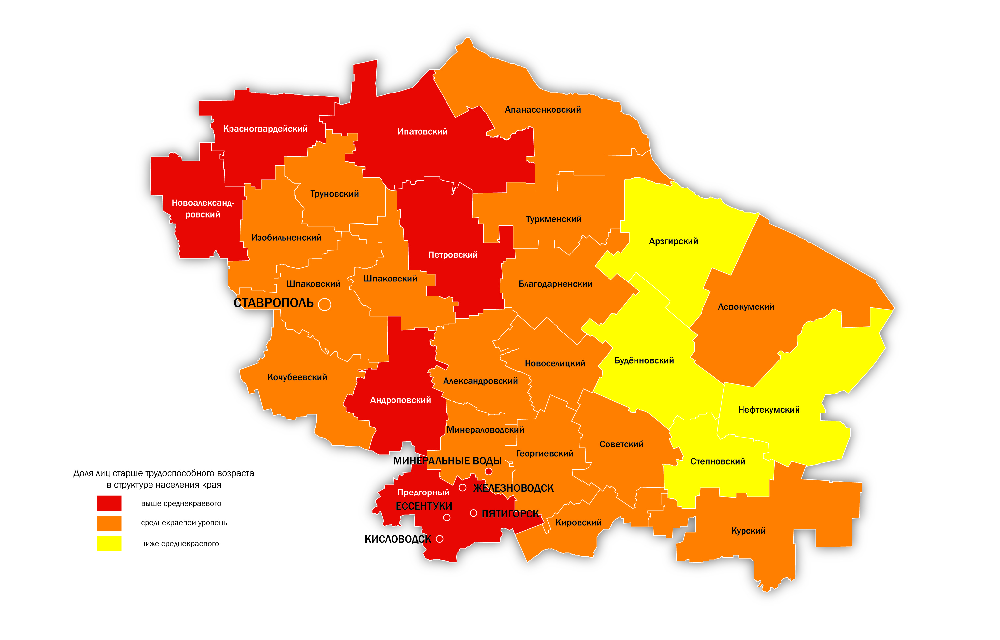 Апанасенковский
Красногвардейский
Ипатовский
Труновский
Новоалександ-
ровский
Туркменский
Изобильненский
Арзгирский
Петровский
Шпаковский
Шпаковский
Благодарненский
СТАВРОПОЛЬ
Левокумский
Будённовский
Новоселицкий
Кочубеевский
Александровский
Андроповский
Нефтекумский
Минераловодский
Советский
Георгиевский
МИНЕРАЛЬНЫЕ ВОДЫ
Степновский
ЖЕЛЕЗНОВОДСК
Предгорный
ЕССЕНТУКИ
ПЯТИГОРСК
Кировский
Курский
КИСЛОВОДСК
Доля лиц старше трудоспособного возраста
в структуре населения края
выше среднекраевого
среднекраевой уровень
ниже среднекраевого